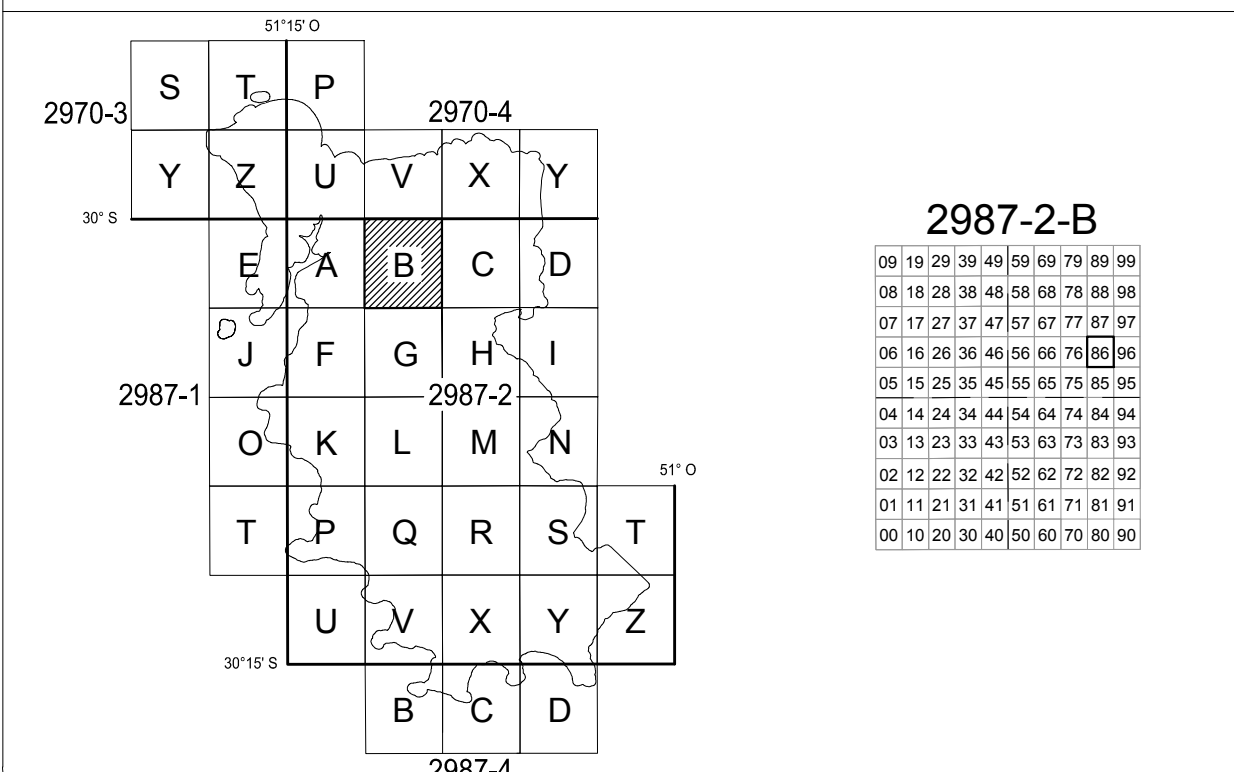 51°15' O
S T P
2970-3
2970-4
Y Z U V X Y
30° S
E A B C D
J F G H I
2987-1
2987-2
O K L M N
51° O
T P Q R S T
U V X Y Z
30°15' S
B C D
2987-4
2987-2-B
09 19 29 39 49 59 69 79 89 99
08 18 28 38 48 58 68 78 88 98
07 17 27 37 47 57 67 77 87 97
06 16 26 36 46 56 66 76 86 96
05 15 25 35 45 55 65 75 85 95
04 14 24 34 44 54 64 74 84 94
03 13 23 33 43 53 63 73 83 93
02 12 22 32 42 52 62 72 82 92
01 11 21 31 41 51 61 71 81 91
00 10 20 30 40 50 60 70 80 90